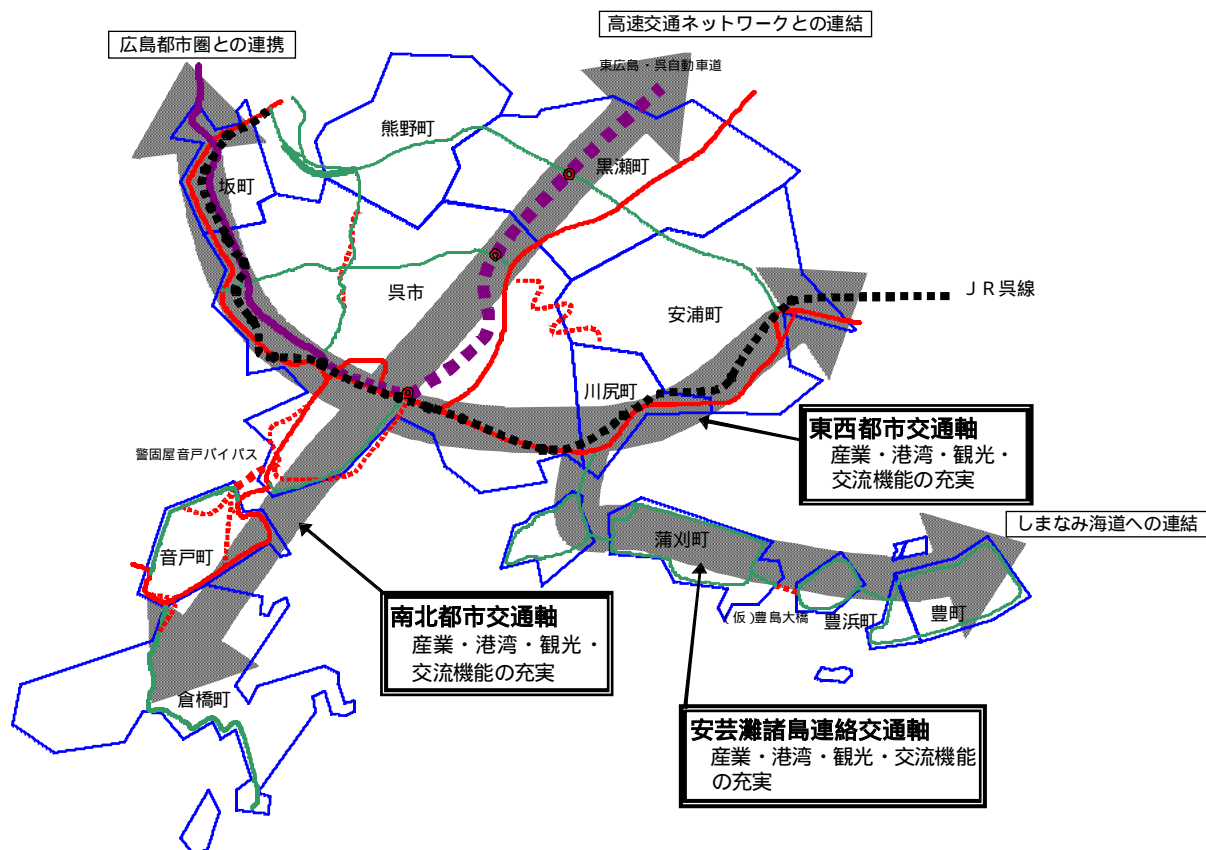 高速交通ネットワークとの連結
広島都市圏との連携
東広島・呉自動車道
熊野町
黒瀬町
坂町
呉市
ＪＲ呉線
安浦町
川尻町
東西都市交通軸
産業・港湾・観光・
交流機能の充実
警固屋音戸バイパス
しまなみ海道への連結
蒲刈町
音戸町
南北都市交通軸
産業・港湾・観光・
交流機能の充実
(仮)豊島大橋
豊浜町
豊町
倉橋町
安芸灘諸島連絡交通軸
産業・港湾・観光・交流機能
の充実